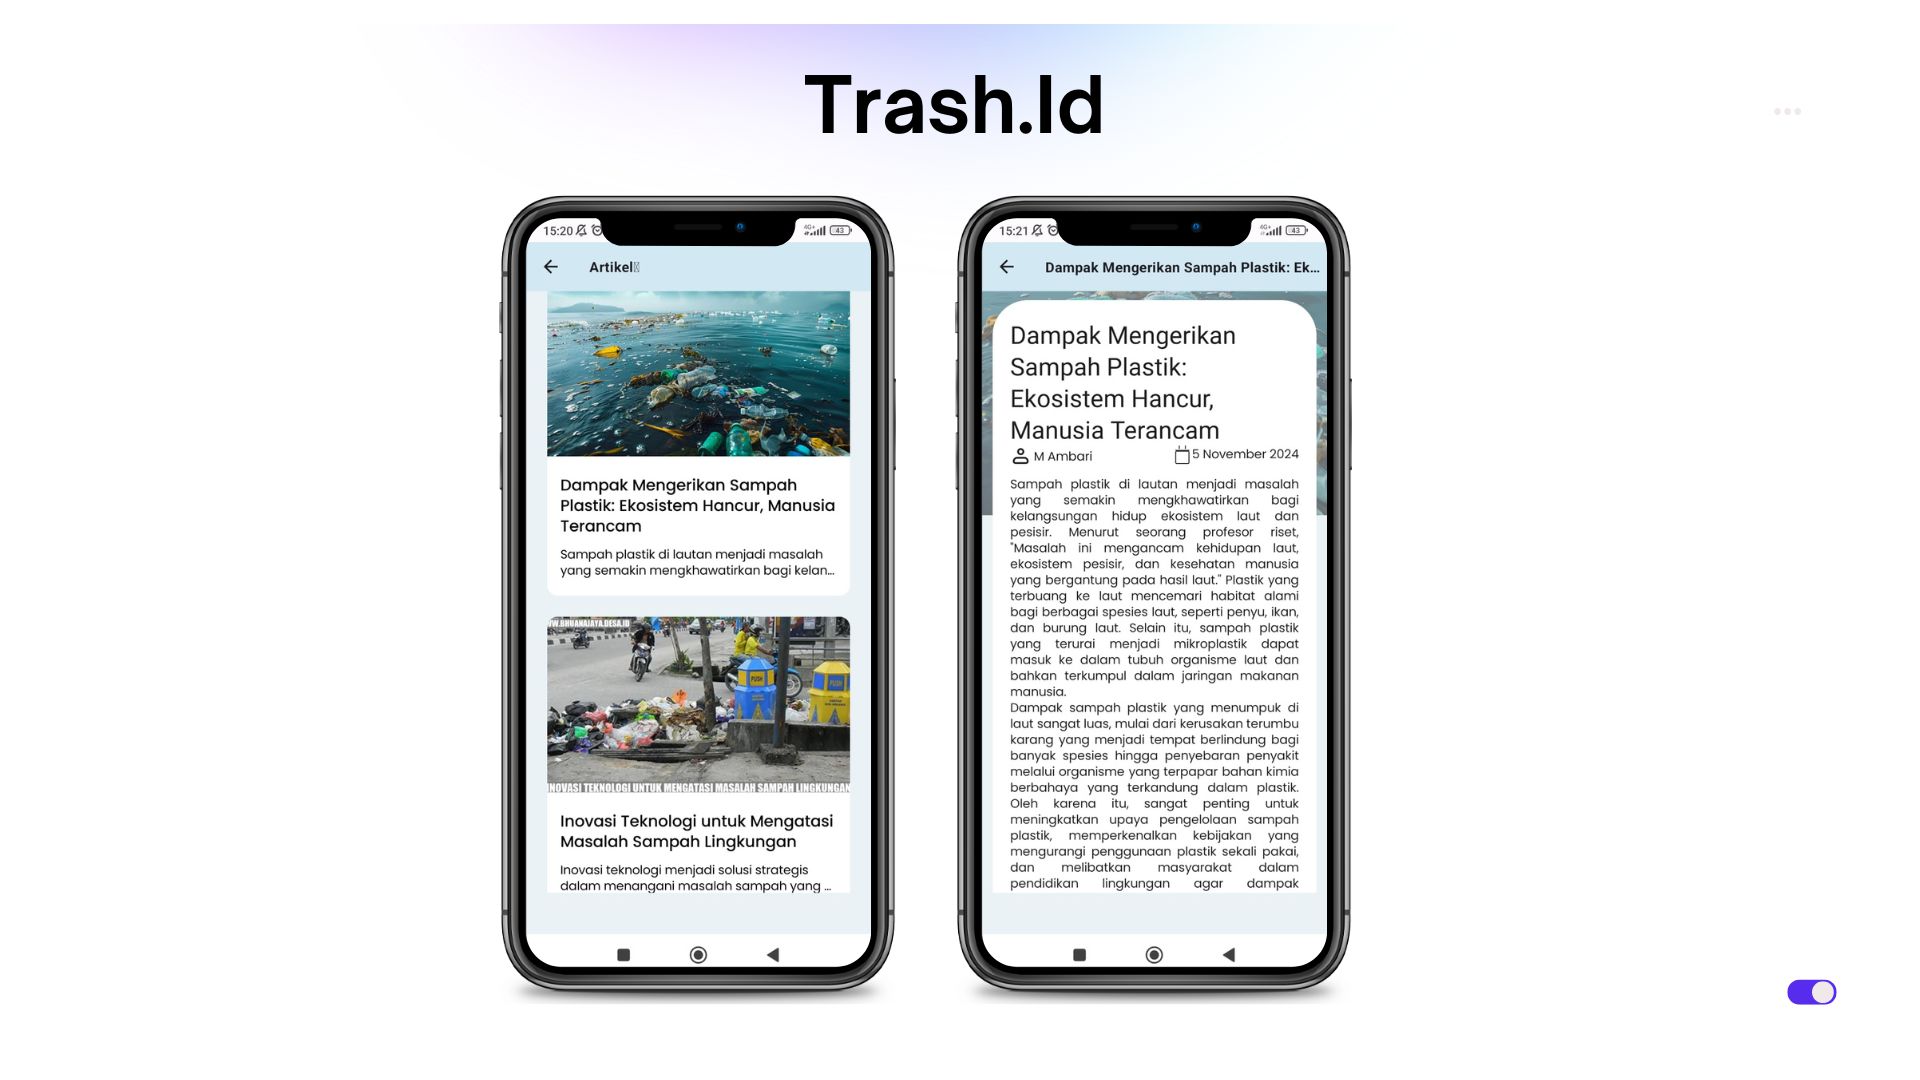 Trash.Id
15:20
4G+
43
Artikel
Dampak Mengerikan Sampah
Plastik: Ekosistem Hancur, Manusia
Terancam
Sampah plastik di lautan menjadi masalah
yang semakin mengkhawatirkan bagi kelan...
WW.BHUANAJAYA.DESA.ID
PUSH
PUSH
INOVASI TEKNOLOGI UNTUK MENGATASI MASALAH SAMPAH LINGKUNGAN
Inovasi Teknologi untuk Mengatasi
Masalah Sampah Lingkungan
Inovasi teknologi menjadi solusi strategis
dalam menangani masalah sampah yang ...
15:21
4G+
43
Dampak Mengerikan Sampah Plastik: Ek...
Dampak Mengerikan
Sampah Plastik:
Ekosistem Hancur,
Manusia Terancam
M Ambari
5 November 2024
Sampah plastik di lautan menjadi masalah
yang semakin mengkhawatirkan bagi
kelangsungan hidup ekosistem laut dan
pesisir. Menurut seorang profesor riset,
"Masalah ini mengancam kehidupan laut,
ekosistem pesisir, dan kesehatan manusia
yang bergantung pada hasil laut." Plastik yang
terbuang ke laut mencemari habitat alami
bagi berbagai spesies laut, seperti penyu, ikan,
dan burung laut. Selain itu, sampah plastik
yang terurai menjadi mikroplastik dapat
masuk ke dalam tubuh organisme laut dan
bahkan terkumpul dalam jaringan makanan
manusia.
Dampak sampah plastik yang menumpuk di
laut sangat luas, mulai dari kerusakan terumbu
karang yang menjadi tempat berlindung bagi
banyak spesies hingga penyebaran penyakit
melalui organisme yang terpapar bahan kimia
berbahaya yang terkandung dalam plastik.
Oleh karena itu, sangat penting untuk
meningkatkan upaya pengelolaan sampah
plastik, memperkenalkan kebijakan yang
mengurangi penggunaan plastik sekali pakai,
dan melibatkan masyarakat dalam
pendidikan lingkungan agar dampak